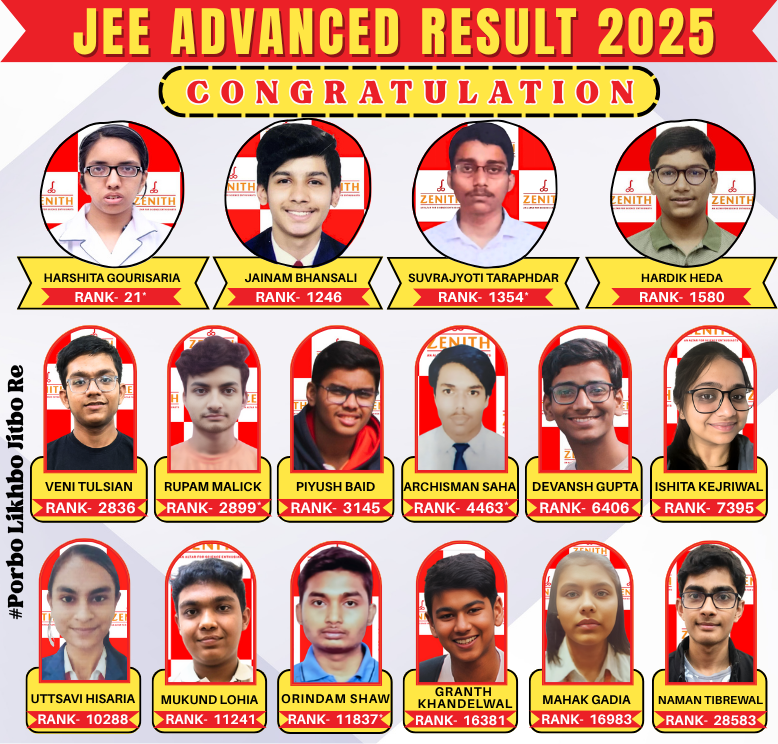 JEE ADVANCED RESULT 2025
CONGRATULATION
ZENITH
HARSHITA GOURISARIA
RANK- 21*
JAINAM BHANSALI
RANK- 1246
SUVRAJYOTI TARAPHDAR
RANK- 1354*
HARDIK HEDA
RANK- 1580
#Porbo Likhbo Jitbo Re
VENI TULSIAN
RANK- 2836
RUPAM MALICK
RANK- 2899*
PIYUSH BAID
RANK- 3145
ARCHISMAN SAHA
RANK- 4463*
DEVANSH GUPTA
RANK- 6406
ISHITA KEJRIWAL
RANK- 7395
UTTSAVI HISARIA
RANK- 10288
MUKUND LOHIA
RANK- 11241
ORINDAM SHAW
RANK- 11837*
GRANTH
KHANDELWAL
RANK- 16381
MAHAK GADIA
RANK- 16983
NAMAN TIBREWAL
RANK- 28583